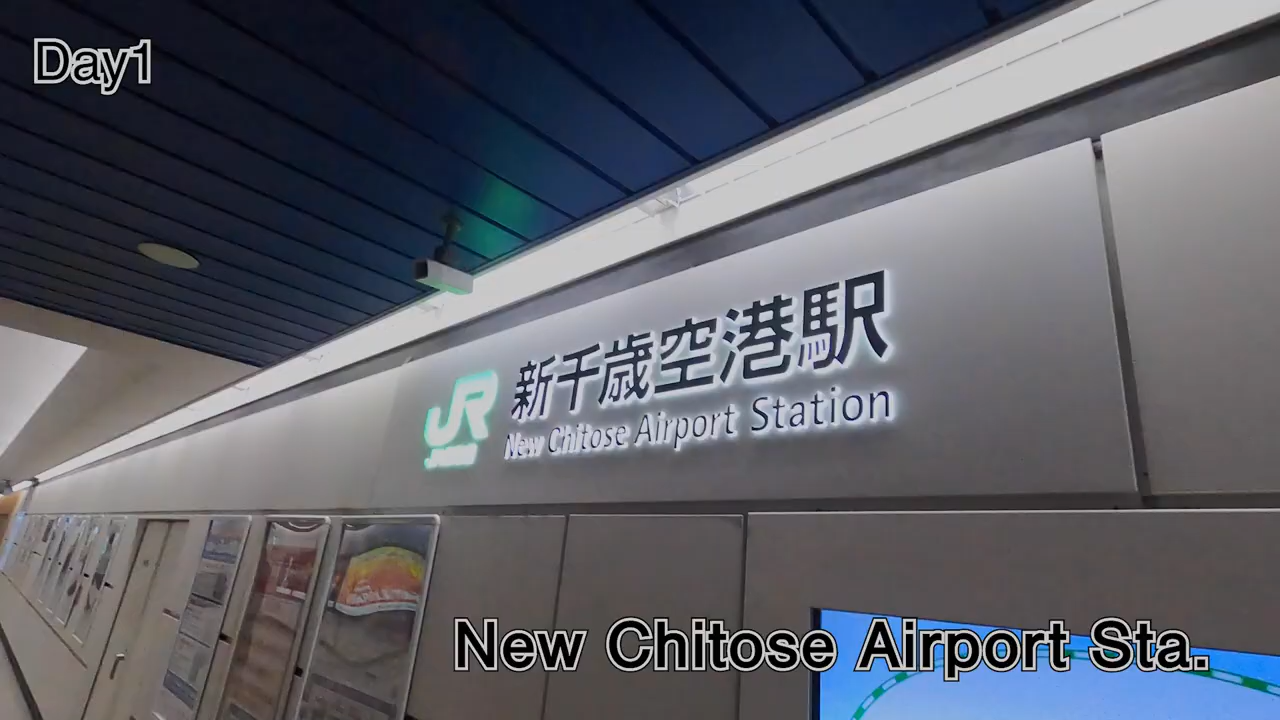 Day1
JR
新千歳空港駅
New Chitose Airport Station
New Chitose Airport Sta.